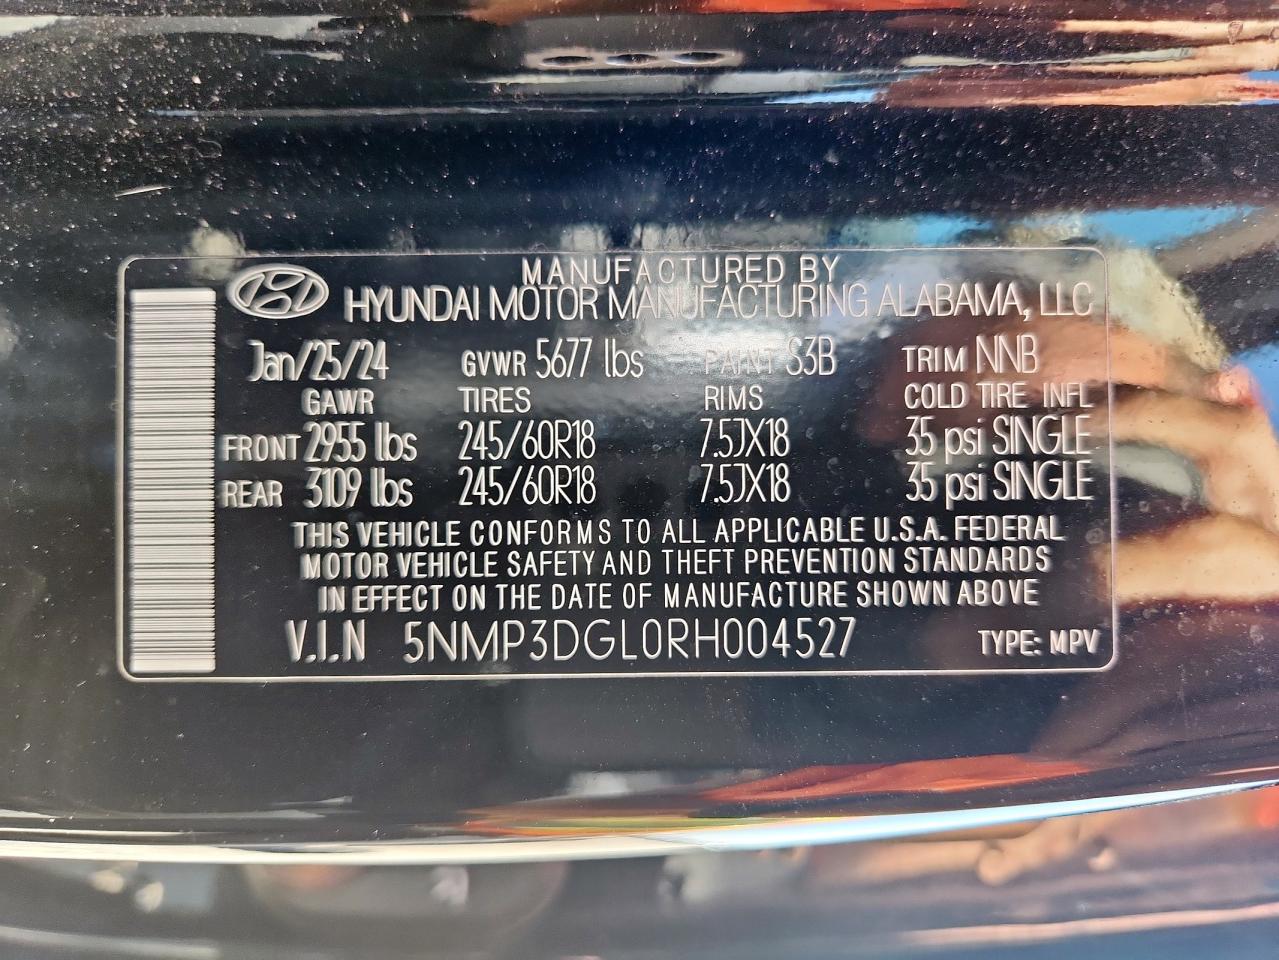 MANUFACTURED BY
HYUNDAI MOTOR MANUFACTURING ALABAMA, LLC
Jan/25/24 GVWR 5677 lbs PAINT S3B TRIM NNB
GAWR TIRES RIMS COLD TIRE INFL
FRONT 2955 lbs 245/60R18 7.5JX18 35 psi SINGLE
REAR 3109 lbs 245/60R18 7.5JX18 35 psi SINGLE
THIS VEHICLE CONFORMS TO ALL APPLICABLE U.S.A. FEDERAL
MOTOR VEHICLE SAFETY AND THEFT PREVENTION STANDARDS
IN EFFECT ON THE DATE OF MANUFACTURE SHOWN ABOVE
V.I.N 5NMP3DGL0RH004527 TYPE: MPV